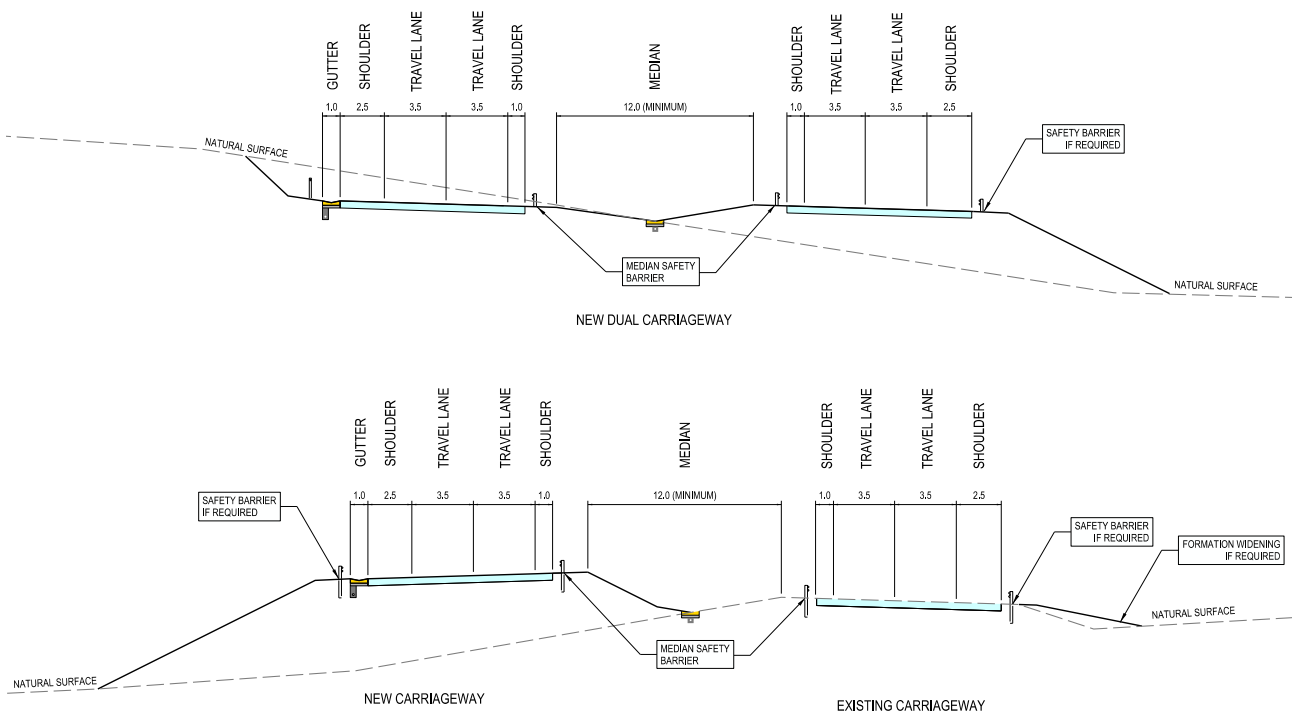 GUTTER
SHOULDER
TRAVEL LANE
TRAVEL LANE
SHOULDER
MEDIAN
SHOULDER
TRAVEL LANE
TRAVEL LANE
SHOULDER
1.0
2.5
3.5
3.5
1.0
12.0 (MINIMUM)
1.0
3.5
3.5
2.5
SAFETY BARRIER
IF REQUIRED
NATURAL SURFACE
MEDIAN SAFETY
BARRIER
NATURAL SURFACE
NEW DUAL CARRIAGEWAY
GUTTER
SHOULDER
TRAVEL LANE
TRAVEL LANE
SHOULDER
MEDIAN
SHOULDER
TRAVEL LANE
TRAVEL LANE
SHOULDER
1.0
2.5
3.5
3.5
1.0
12.0 (MINIMUM)
1.0
3.5
3.5
2.5
SAFETY BARRIER
IF REQUIRED
SAFETY BARRIER
IF REQUIRED
FORMATION WIDENING
IF REQUIRED
NATURAL SURFACE
MEDIAN SAFETY
BARRIER
NATURAL SURFACE
NEW CARRIAGEWAY
EXISTING CARRIAGEWAY